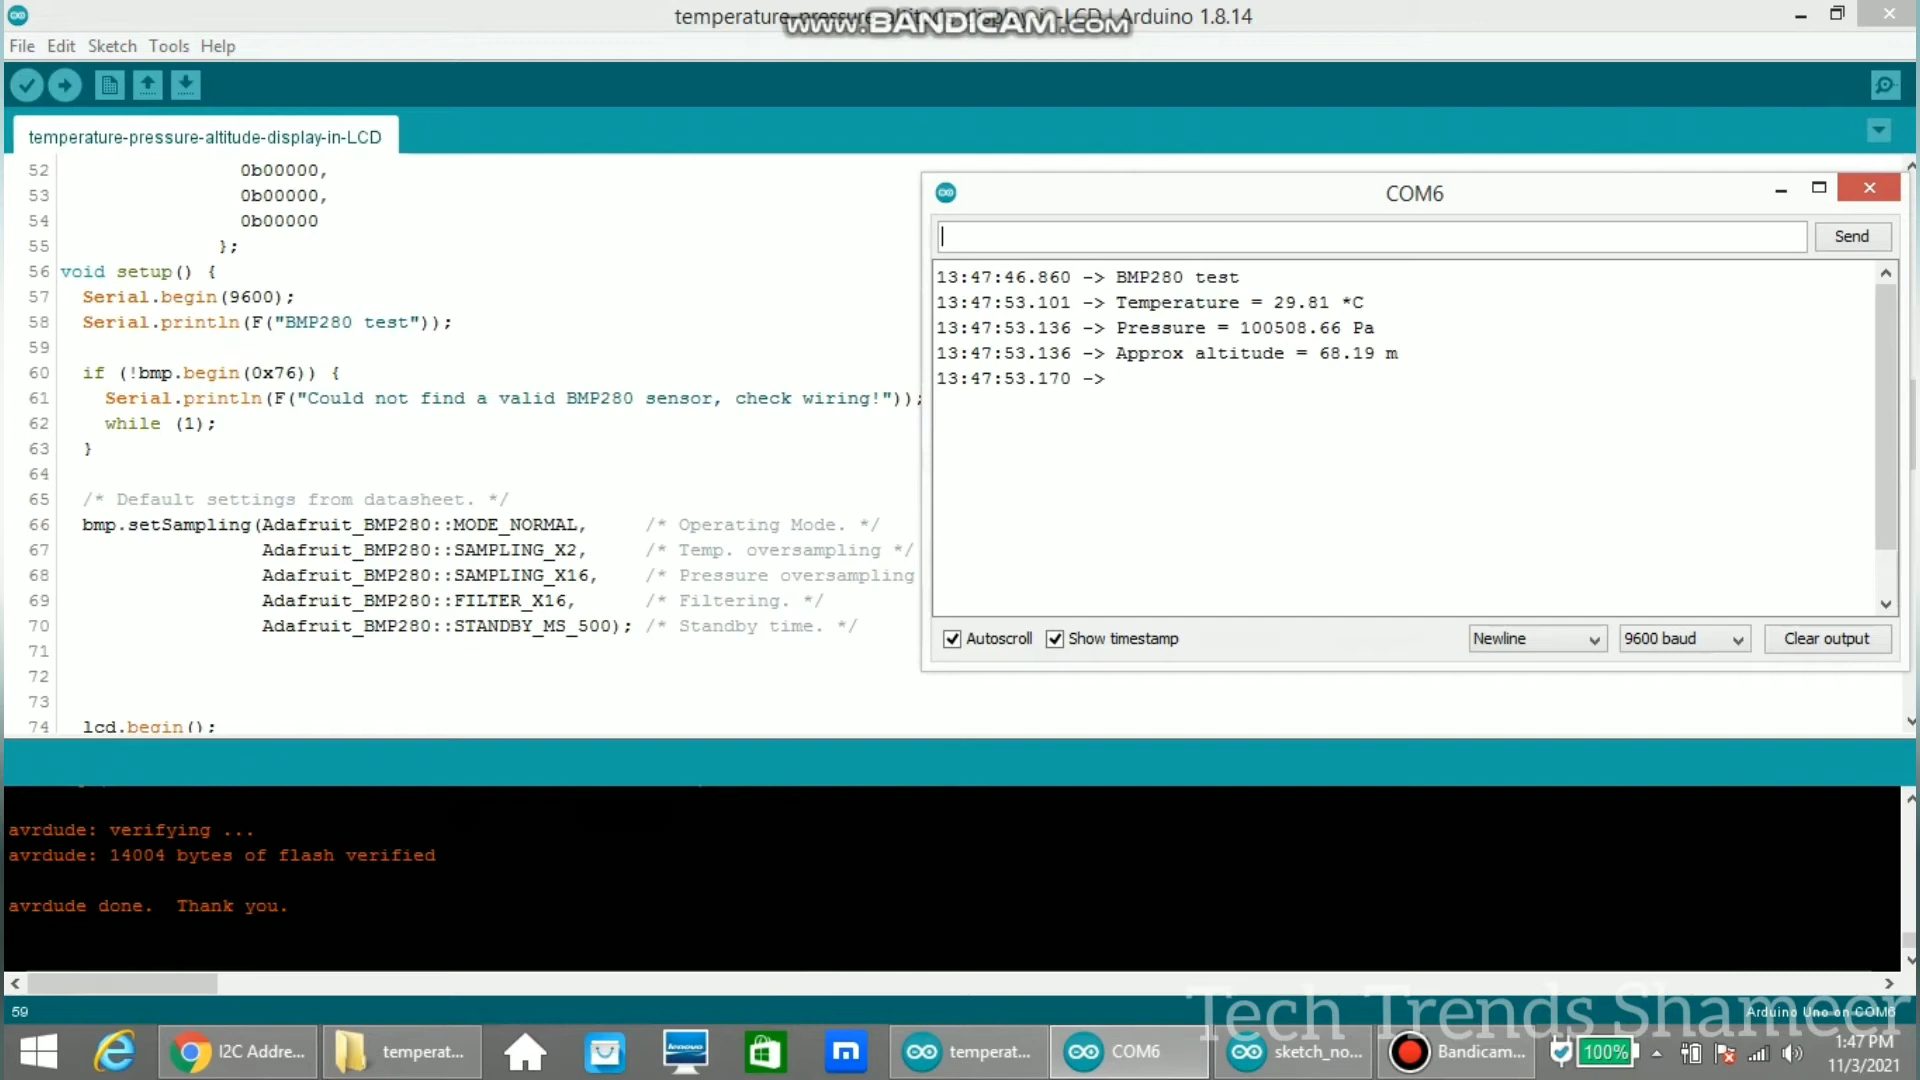 temperature-pressure-altitude-display-in-LCD | Arduino 1.8.14
www.BANDICAM.com
File Edit Sketch Tools Help
temperature-pressure-altitude-display-in-LCD
52 0b00000,
53 0b00000,
54 0b00000
55 };
56 void setup() {
57 Serial.begin(9600);
58 Serial.println(F("BMP280 test"));
59
60 if (!bmp.begin(0x76)) {
61 Serial.println(F("Could not find a valid BMP280 sensor, check wiring!"));
62 while (1);
63 }
64
65 /* Default settings from datasheet. */
66 bmp.setSampling(Adafruit_BMP280::MODE_NORMAL, /* Operating Mode. */
67 Adafruit_BMP280::SAMPLING_X2, /* Temp. oversampling */
68 Adafruit_BMP280::SAMPLING_X16, /* Pressure oversampling
69 Adafruit_BMP280::FILTER_X16, /* Filtering. */
70 Adafruit_BMP280::STANDBY_MS_500); /* Standby time. */
71
72
73
74 lcd.begin();
COM6
Send
13:47:46.860 -> BMP280 test
13:47:53.101 -> Temperature = 29.81 *C
13:47:53.136 -> Pressure = 100508.66 Pa
13:47:53.136 -> Approx altitude = 68.19 m
13:47:53.170 ->
Autoscroll Show timestamp Newline 9600 baud Clear output
avrdude: verifying ...
avrdude: 14004 bytes of flash verified
avrdude done. Thank you.
Tech Trends Shameer
59 Arduino Uno on COM6
I2C Addre... temperat... lenovo m temperat... COM6 sketch_no... Bandicam... 100% 1:47 PM
11/3/2021